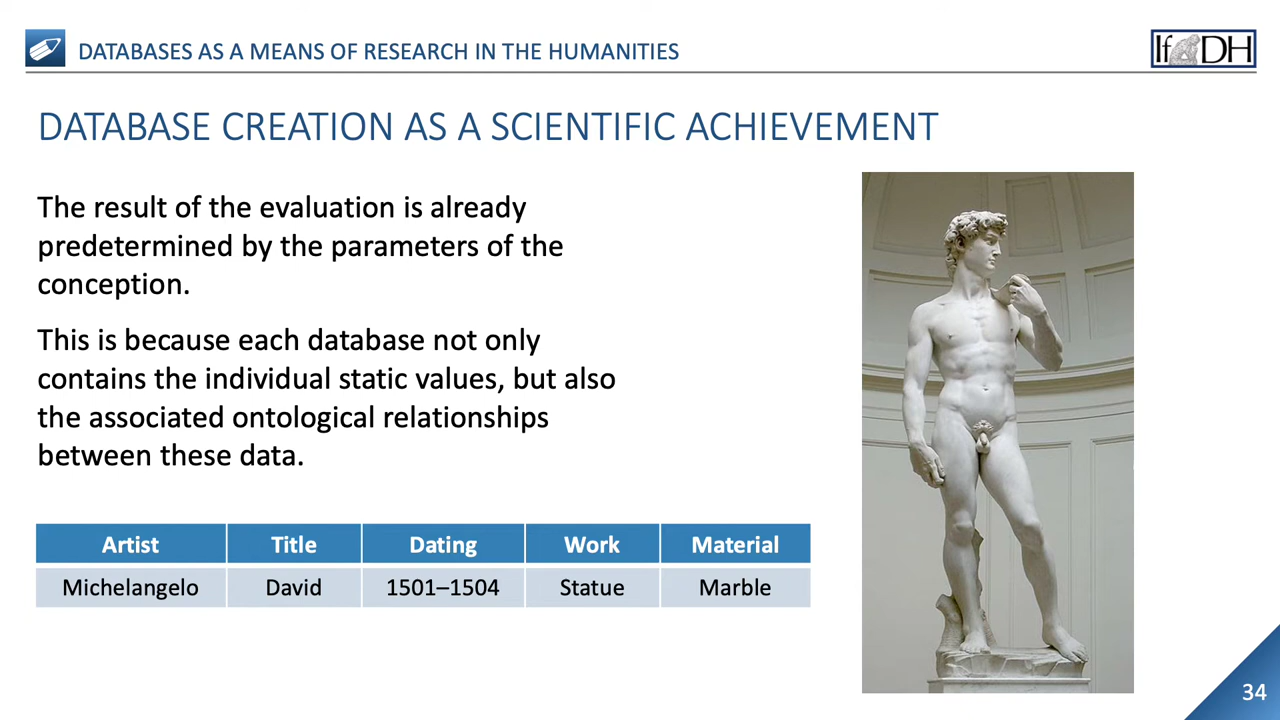 DATABASES AS A MEANS OF RESEARCH IN THE HUMANITIES
IfDH
DATABASE CREATION AS A SCIENTIFIC ACHIEVEMENT
The result of the evaluation is already
predetermined by the parameters of the
conception.
This is because each database not only
contains the individual static values, but also
the associated ontological relationships
between these data.
Artist Title Dating Work Material
Michelangelo David 1501–1504 Statue Marble
34